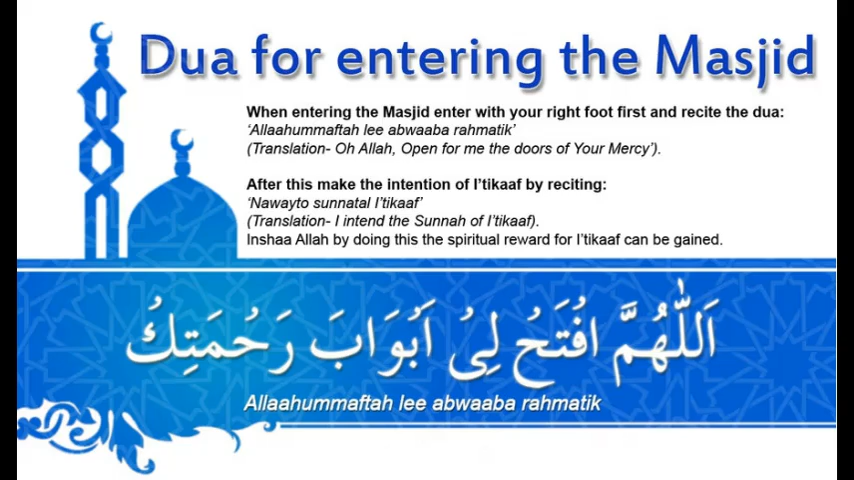 Dua for entering the Masjid
When entering the Masjid enter with your right foot first and recite the dua:
‘Allaahummaftah lee abwaaba rahmatik’
(Translation- Oh Allah, Open for me the doors of Your Mercy’).
After this make the intention of I’tikaaf by reciting:
‘Nawayto sunnatal I’tikaaf’
(Translation- I intend the Sunnah of I’tikaaf).
Inshaa Allah by doing this the spiritual reward for I’tikaaf can be gained.
اَللّٰهُمَّ افْتَحْ لِیْ اَبْوَابَ رَحْمَتِكْ
Allaahummaftah lee abwaaba rahmatik